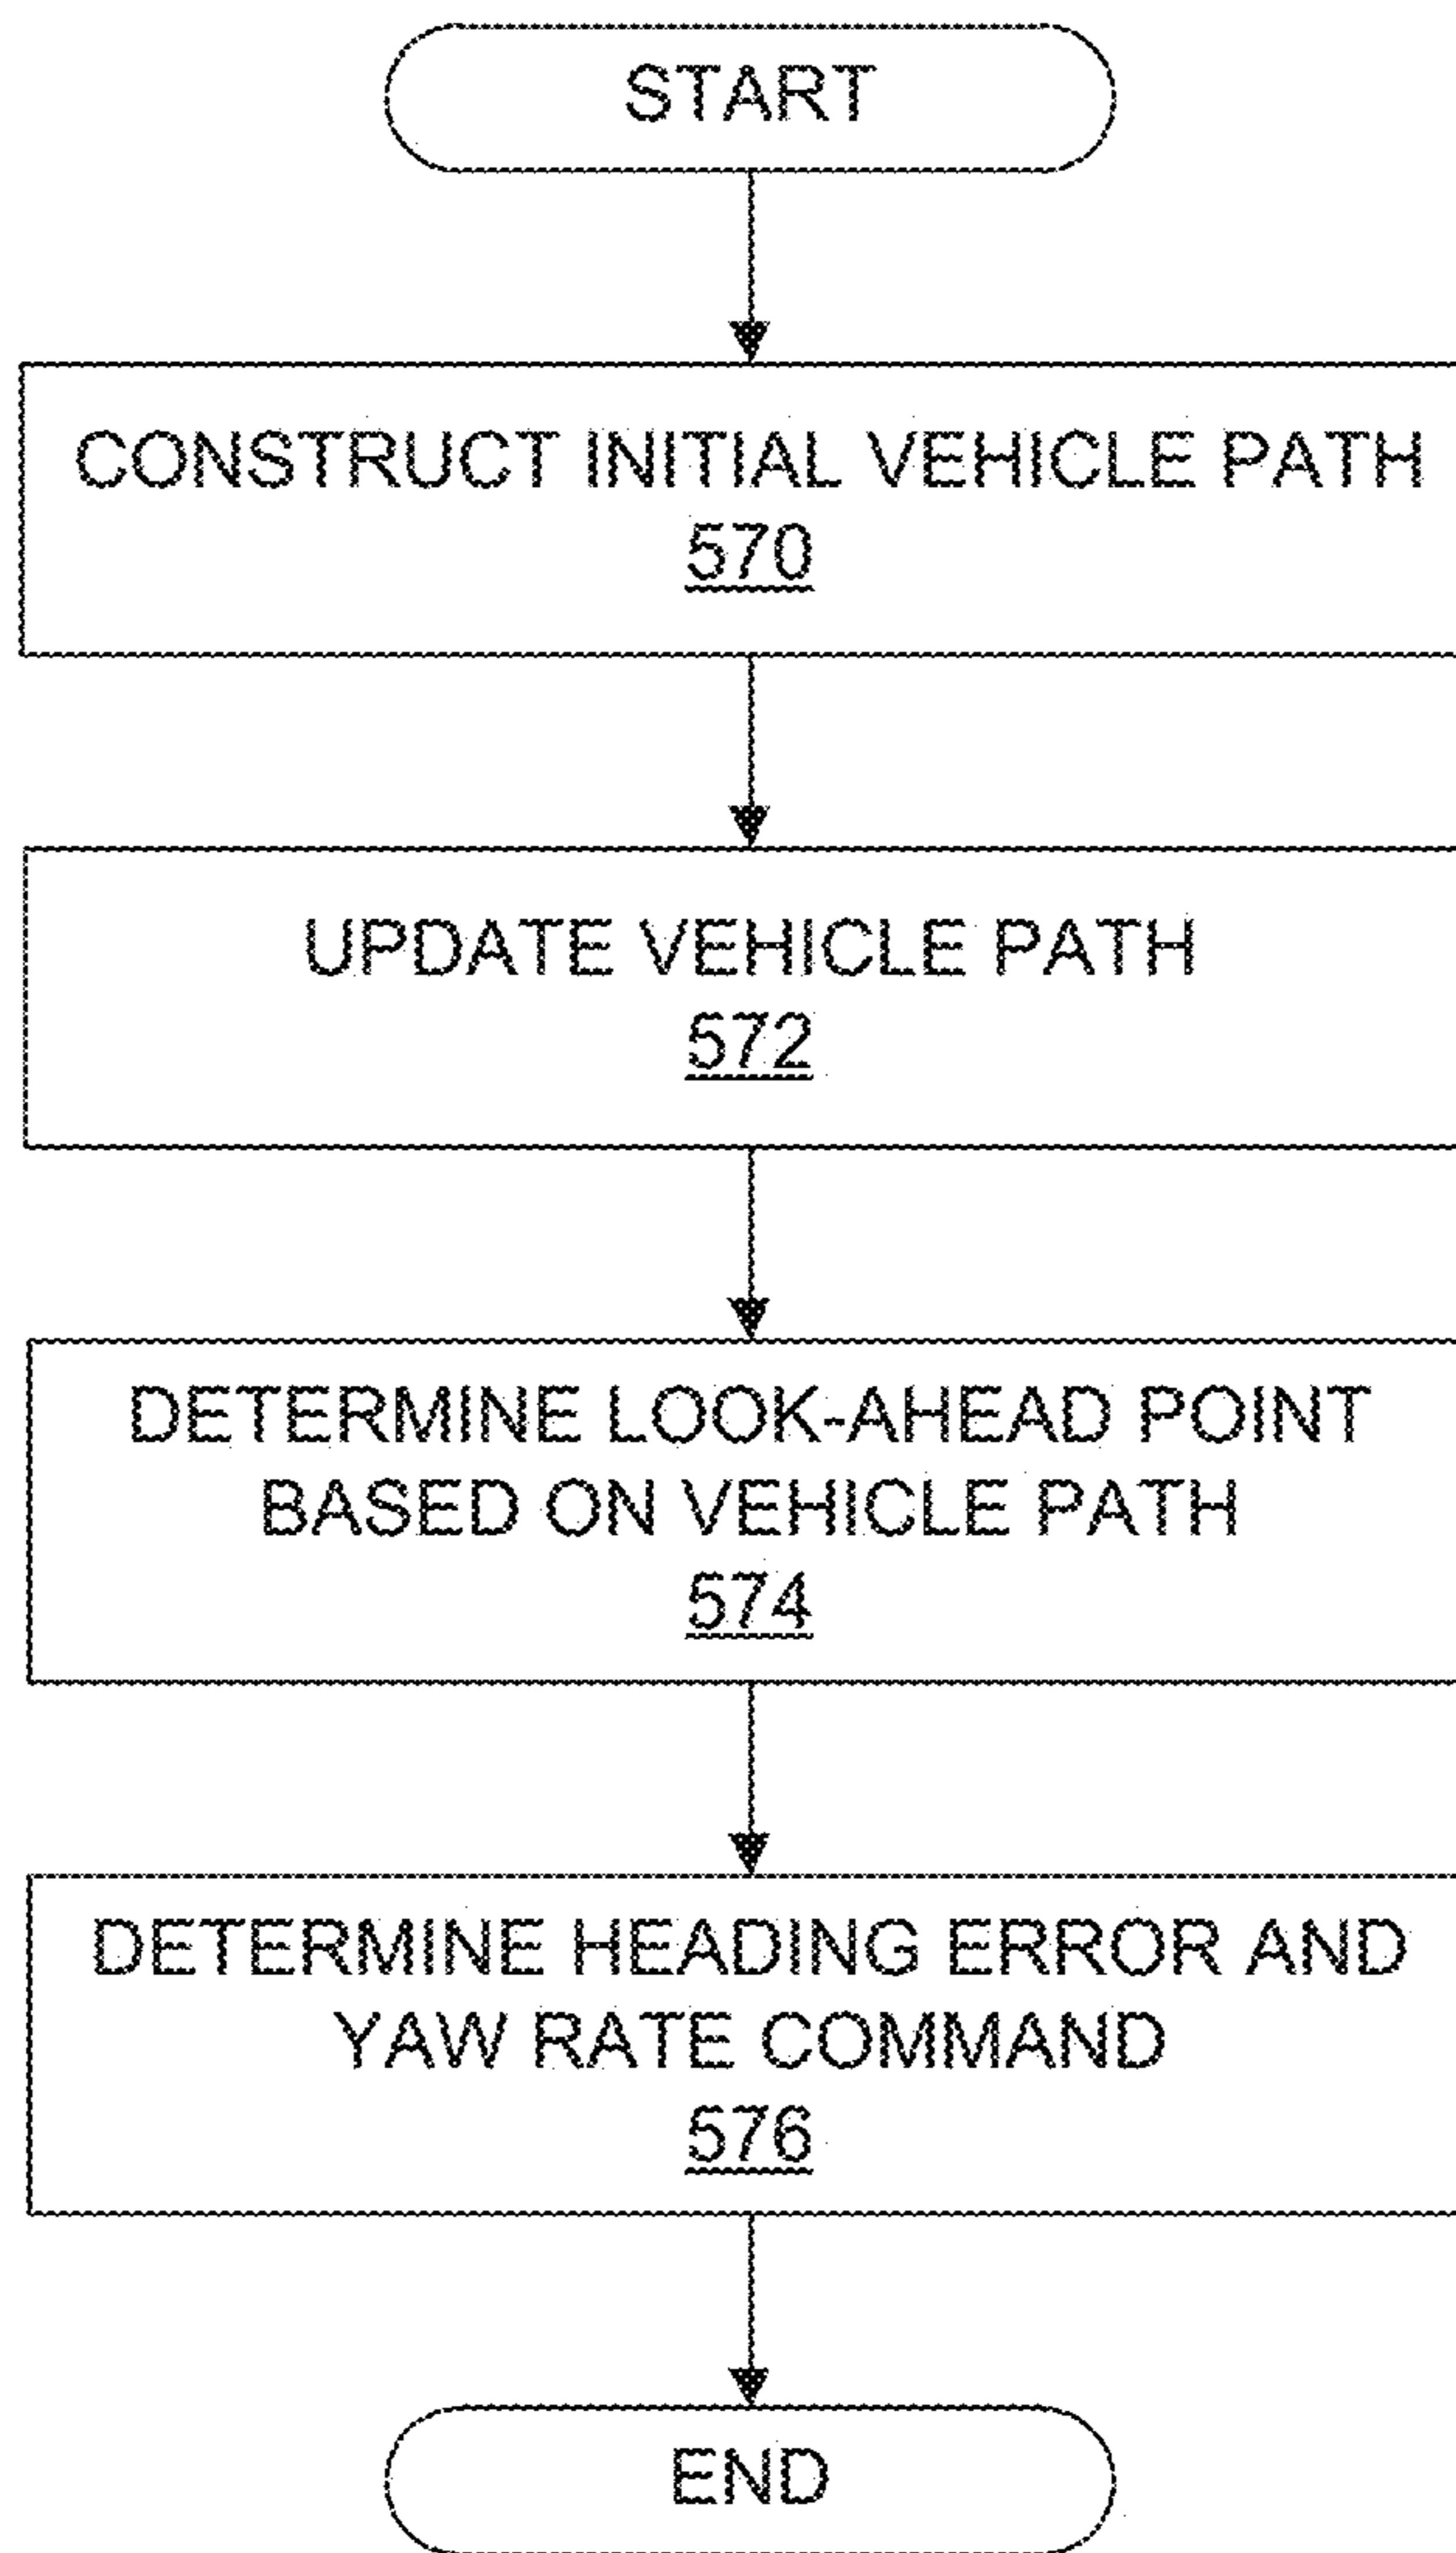 START
CONSTRUCT INITIAL VEHICLE PATH
570
UPDATE VEHICLE PATH
572
DETERMINE LOOK-AHEAD POINT
BASED ON VEHICLE PATH
574
DETERMINE HEADING ERROR AND
YAW RATE COMMAND
576
END